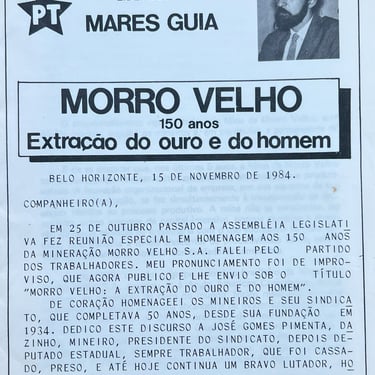 PT
MARES GUIA
MORRO VELHO
150 anos
Extração do ouro e do homem
BELO HORIZONTE, 15 DE NOVEMBRO DE 1984.
COMPANHEIRO(A),
EM 25 DE OUTUBRO PASSADO A ASSEMBLÉIA LEGISLATI
VA FEZ REUNIÃO ESPECIAL EM HOMENAGEM AOS 150 ANOS
DA MINERAÇÃO MORRO VELHO S.A. FALEI PELO PARTIDO
DOS TRABALHADORES. MEU PRONUNCIAMENTO FOI DE IMPRO-
VISO, QUE AGORA PUBLICO E LHE ENVIO SOB O TÍTULO
"MORRO VELHO: A EXTRAÇÃO DO OURO E DO HOMEM".
DE CORAÇÃO HOMENAGEEI OS MINEIROS E SEU SINDICA
TO, QUE COMPLETAVA 50 ANOS, DESDE SUA FUNDAÇÃO EM
1934. DEDICO ESTE DISCURSO A JOSÉ GOMES PIMENTA, DA
ZINHO, MINEIRO, PRESIDENTE DO SINDICATO, DEPOIS DE-
PUTADO ESTADUAL, SEMPRE TRABALHADOR, QUE FOI CASSA-
DO, PRESO, E ATÉ HOJE CONTINUA UM BRAVO LUTADOR, HO